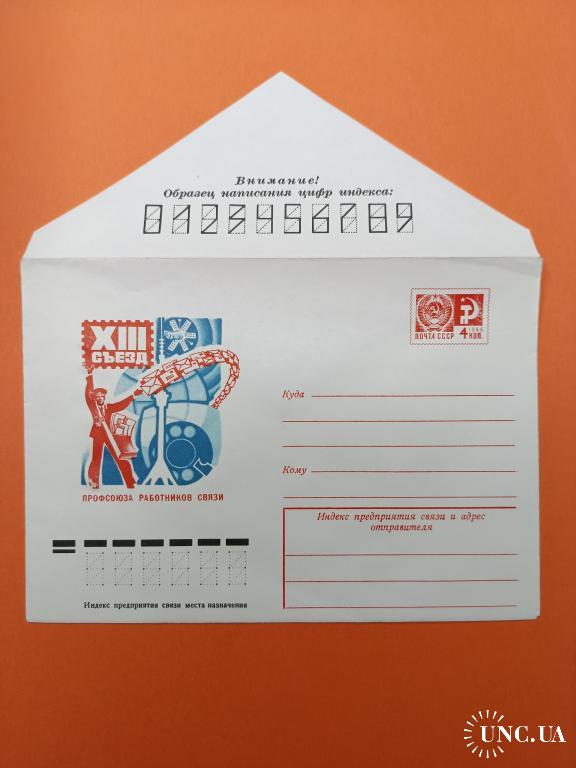 Внимание!
Образец написания цифр индекса:
0123456789
XIII
СЪЕЗД
ПРОФСОЮЗА РАБОТНИКОВ СВЯЗИ
1966
ПОЧТА СССР 4 КОП.
Куда
Кому
Индекс предприятия связи и адрес
отправителя
Индекс предприятия связи места назначения
UNC.UA